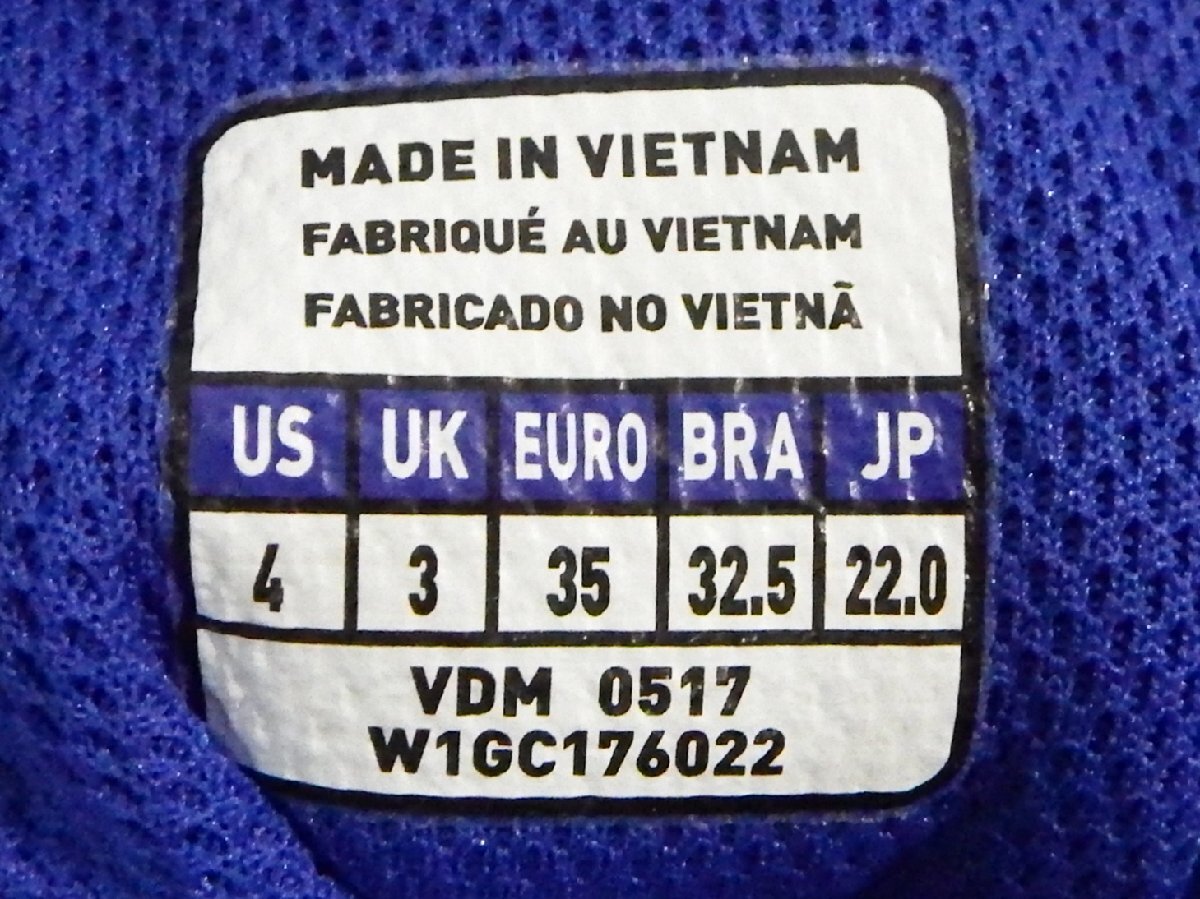 MADE IN VIETNAM
FABRIQUÉ AU VIETNAM
FABRICADO NO VIETNÃ
US UK EURO BRA JP
4 3 35 32.5 22.0
VDM 0517
W1GC176022